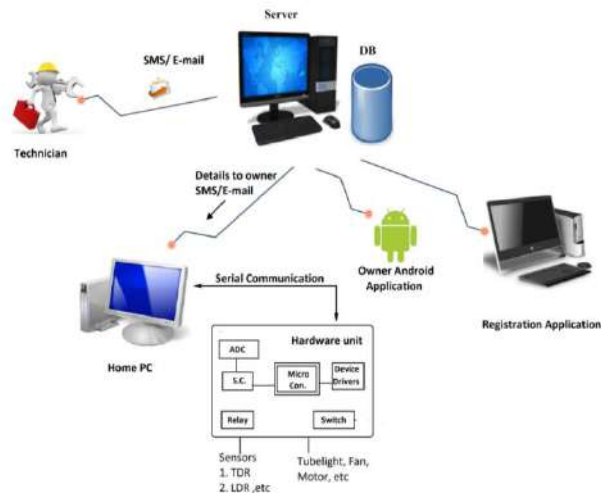 Server
DB
SMS/ E-mail
Technician
Details to owner
SMS/E-mail
Owner Android
Application
Registration Application
Serial Communication
Home PC
Hardware unit
ADC
S.C.
Micro
Con.
Device
Drivers
Relay
Switch
Sensors
1. TDR
2. LDR ,etc
Tubelight, Fan,
Motor, etc